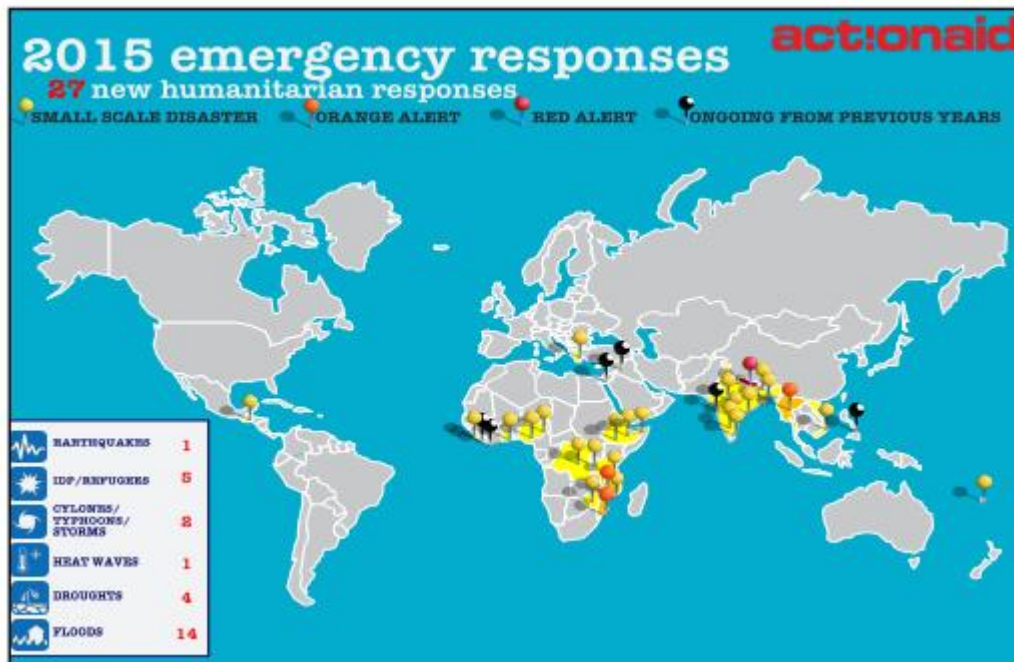 act!onaid
2015 emergency responses
27 new humanitarian responses
SMALL SCALE DISASTER ORANGE ALERT RED ALERT ONGOING FROM PREVIOUS YEARS
EARTHQUAKES 1
IDP/REFUGEES 5
CYLONES/
TYPHOONS/ 2
STORMS
HEAT WAVES 1
DROUGHTS 4
FLOODS 14